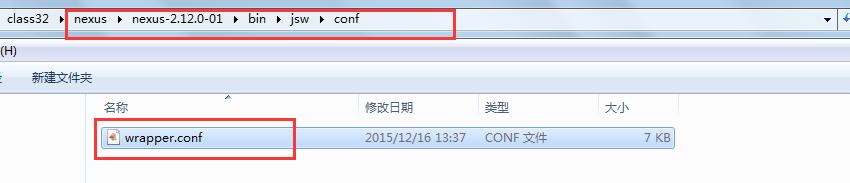 class32 nexus nexus-2.12.0-01 bin jsw conf
(H)
新建文件夹
名称 修改日期 类型 大小
wrapper.conf 2015/12/16 13:37 CONF 文件 7 KB